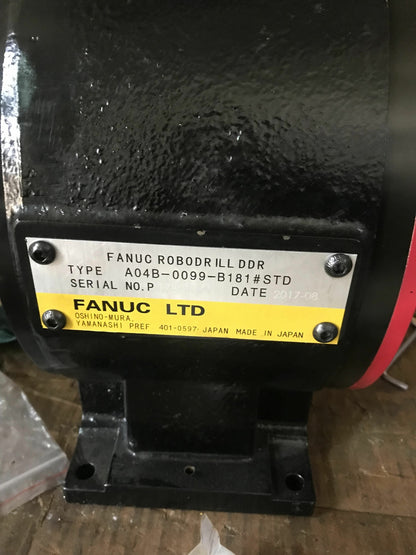 FANUC ROBODRILL DDR
TYPE A04B-0099-B181#STD
SERIAL NO. P
DATE 2017-08
FANUC LTD
OSHINO-MURA,
YAMANASHI PREF 401-0597 JAPAN MADE IN JAPAN